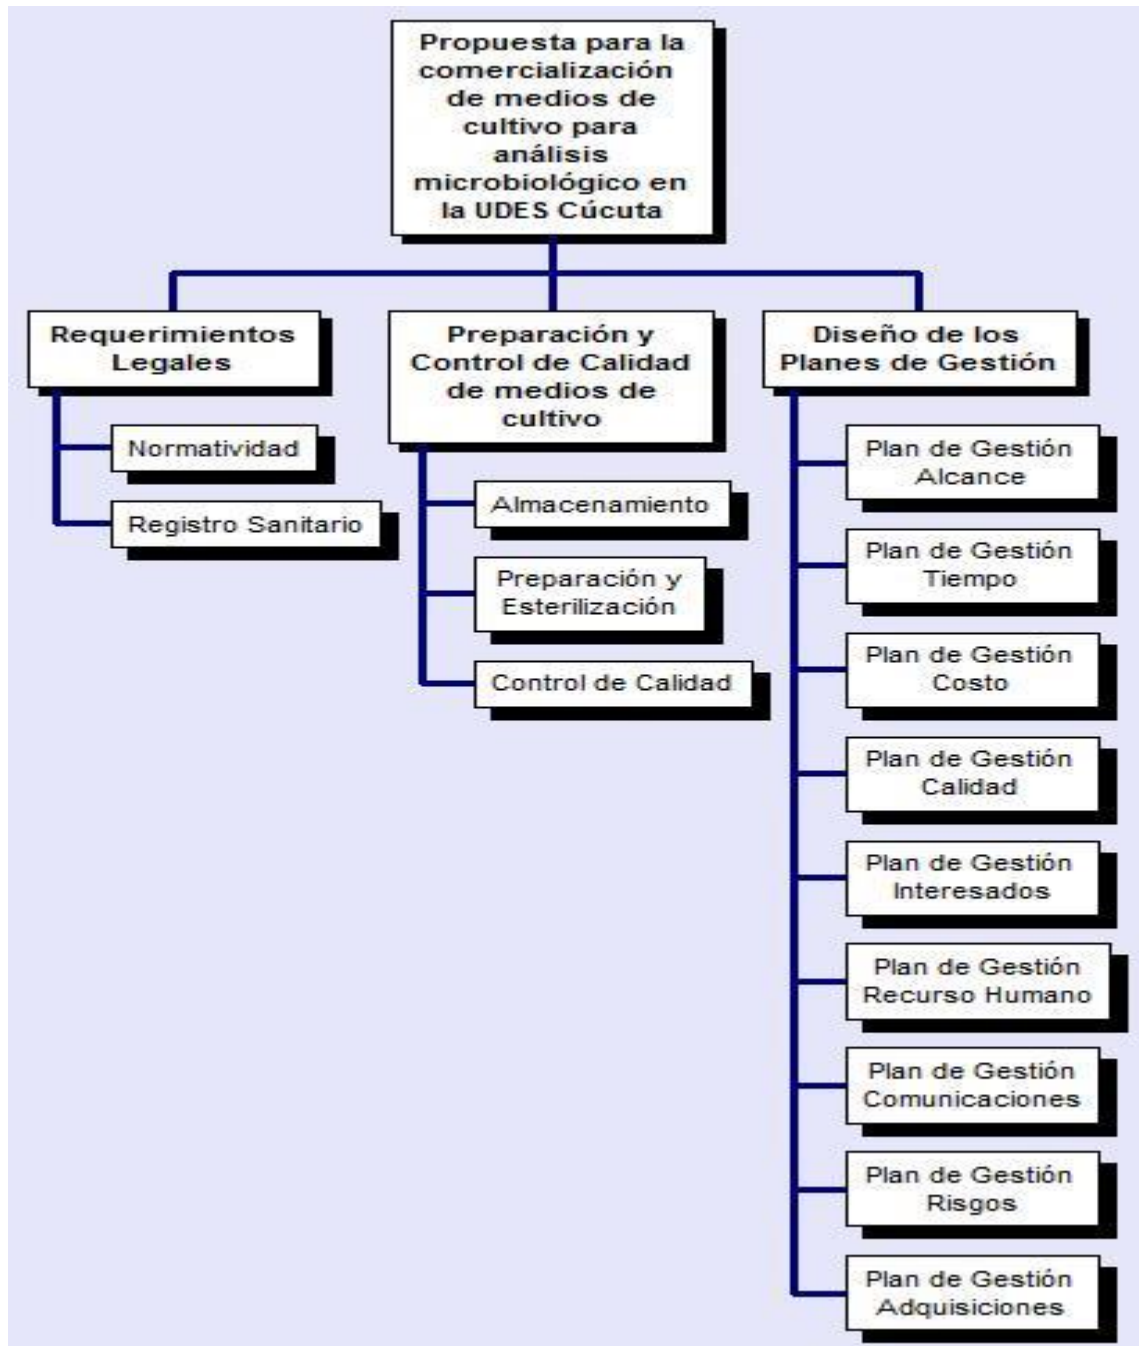 Propuesta para la
comercialización
de medios de
cultivo para
análisis
microbiológico en
la UDES Cúcuta
Requerimientos
Legales
Normatividad
Registro Sanitario
Preparación y
Control de Calidad
de medios de
cultivo
Almacenamiento
Preparación y
Esterilización
Control de Calidad
Diseño de los
Planes de Gestión
Plan de Gestión
Alcance
Plan de Gestión
Tiempo
Plan de Gestión
Costo
Plan de Gestión
Calidad
Plan de Gestión
Interesados
Plan de Gestión
Recurso Humano
Plan de Gestión
Comunicaciones
Plan de Gestión
Risgos
Plan de Gestión
Adquisiciones